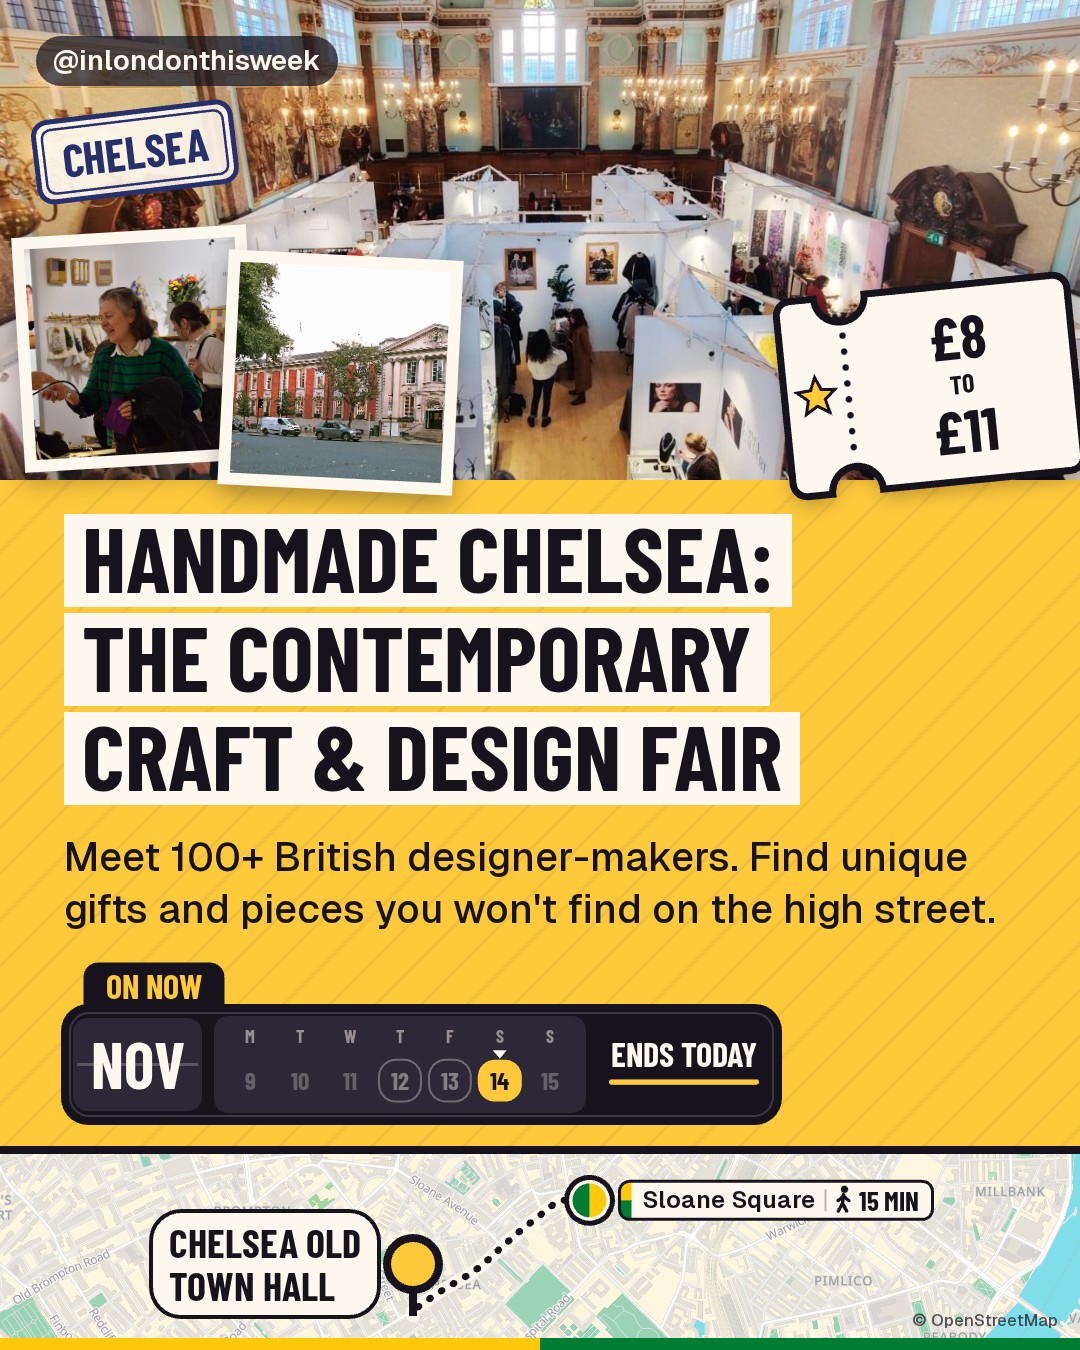 @inlondonthisweek
CHELSEA
£8
TO
£11
HANDMADE CHELSEA:
THE CONTEMPORARY
CRAFT & DESIGN FAIR
Meet 100+ British designer-makers. Find unique
gifts and pieces you won't find on the high street.
ON NOW
NOV
M T W T F S S
9 10 11 12 13 14 15
ENDS TODAY
Sloane Avenue
Sloane Square | 15 MIN
MILLBANK
CHELSEA OLD
TOWN HALL
Old Brompton Road
PIMLICO
© OpenStreetMap